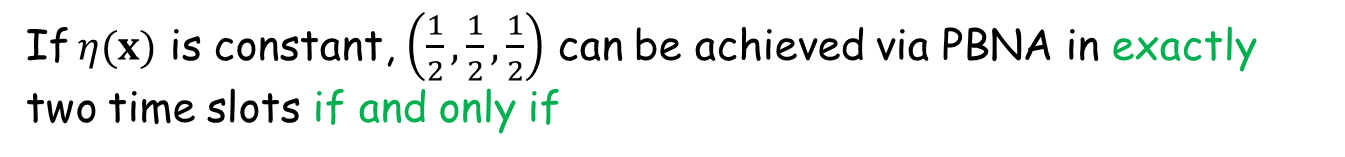 If η(𝐱) is constant, (1/2, 1/2, 1/2) can be achieved via PBNA in exactly
two time slots if and only if